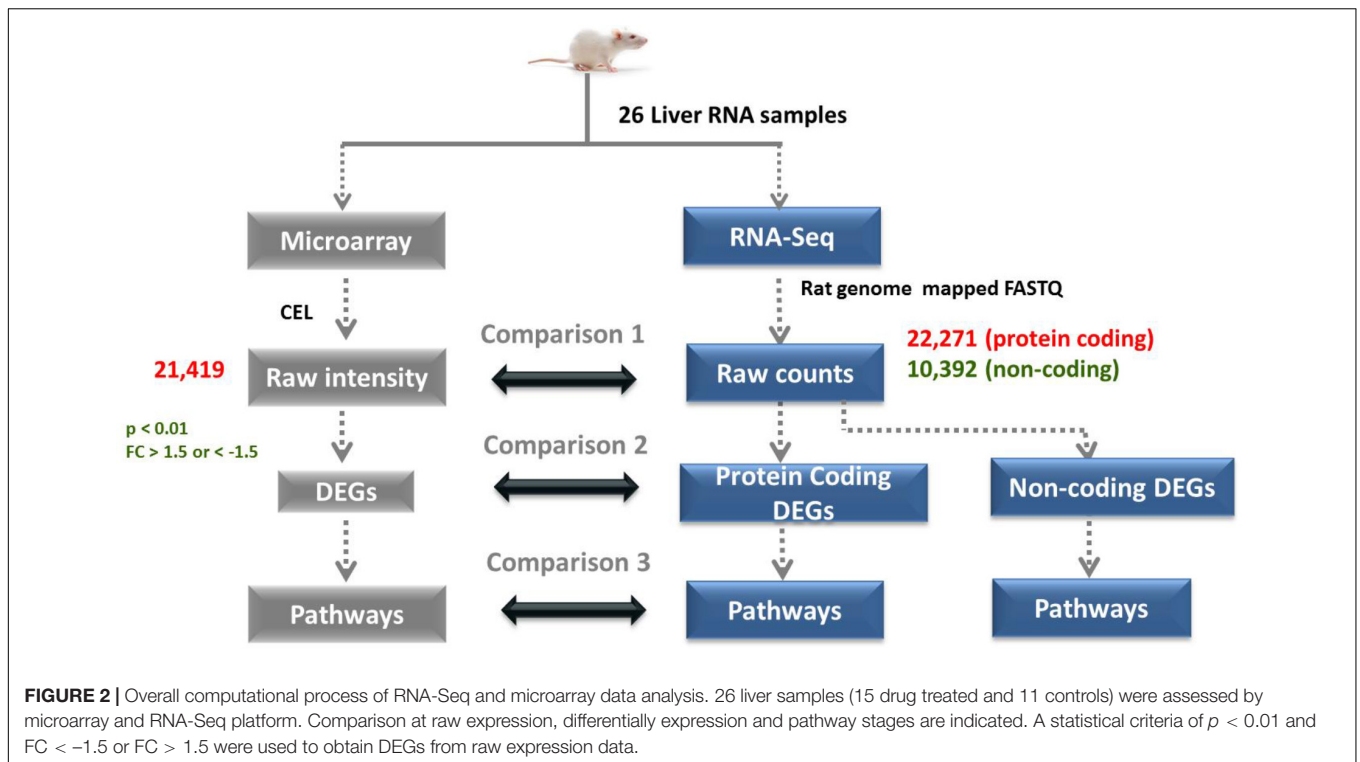 26 Liver RNA samples
Microarray
RNA-Seq
CEL
Rat genome mapped FASTQ
21,419
Raw intensity
Comparison 1
Raw counts
22,271 (protein coding)
10,392 (non-coding)
p < 0.01
FC > 1.5 or < -1.5
DEGs
Comparison 2
Protein Coding
DEGs
Non-coding DEGs
Pathways
Comparison 3
Pathways
Pathways
FIGURE 2 | Overall computational process of RNA-Seq and microarray data analysis. 26 liver samples (15 drug treated and 11 controls) were assessed by
microarray and RNA-Seq platform. Comparison at raw expression, differentially expression and pathway stages are indicated. A statistical criteria of p < 0.01 and
FC < –1.5 or FC > 1.5 were used to obtain DEGs from raw expression data.